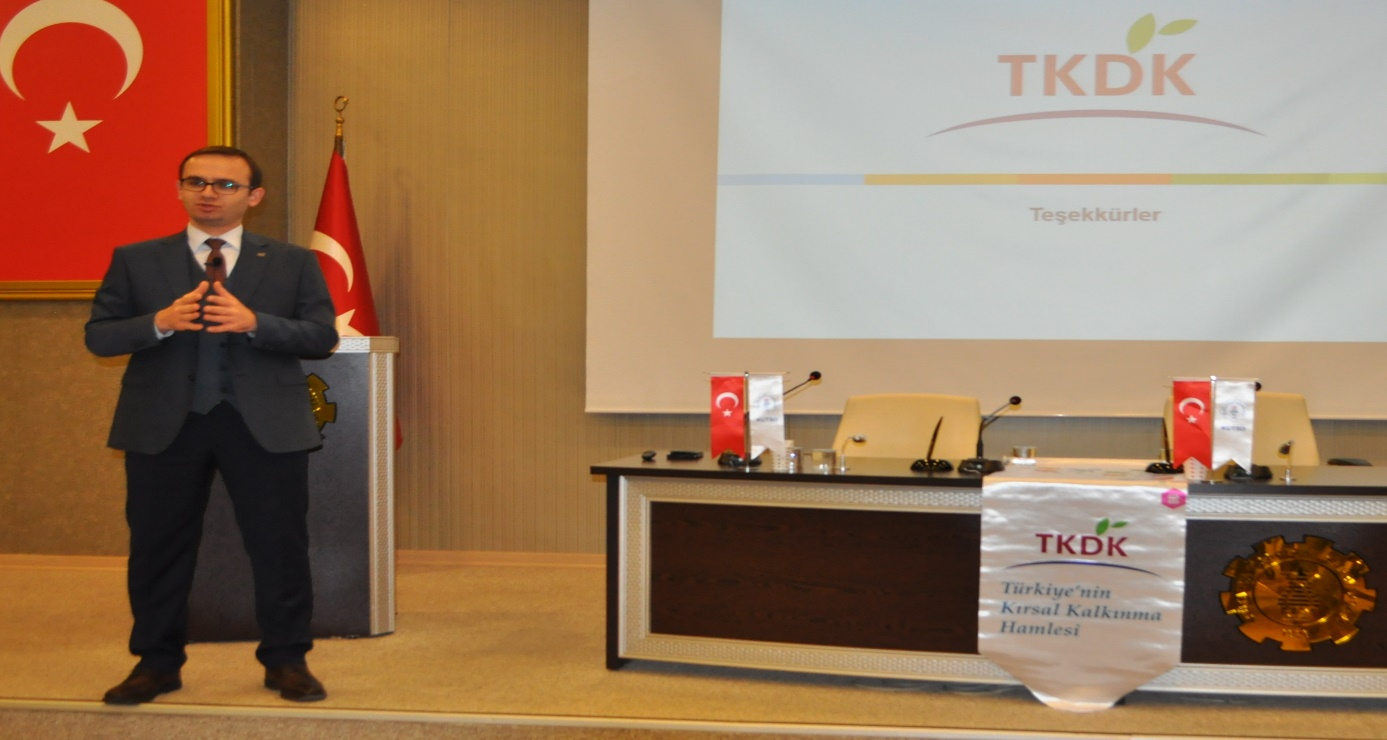 TKDK
Teşekkürler
TKDK
Türkiye'nin
Kırsal Kalkınma
Hamlesi